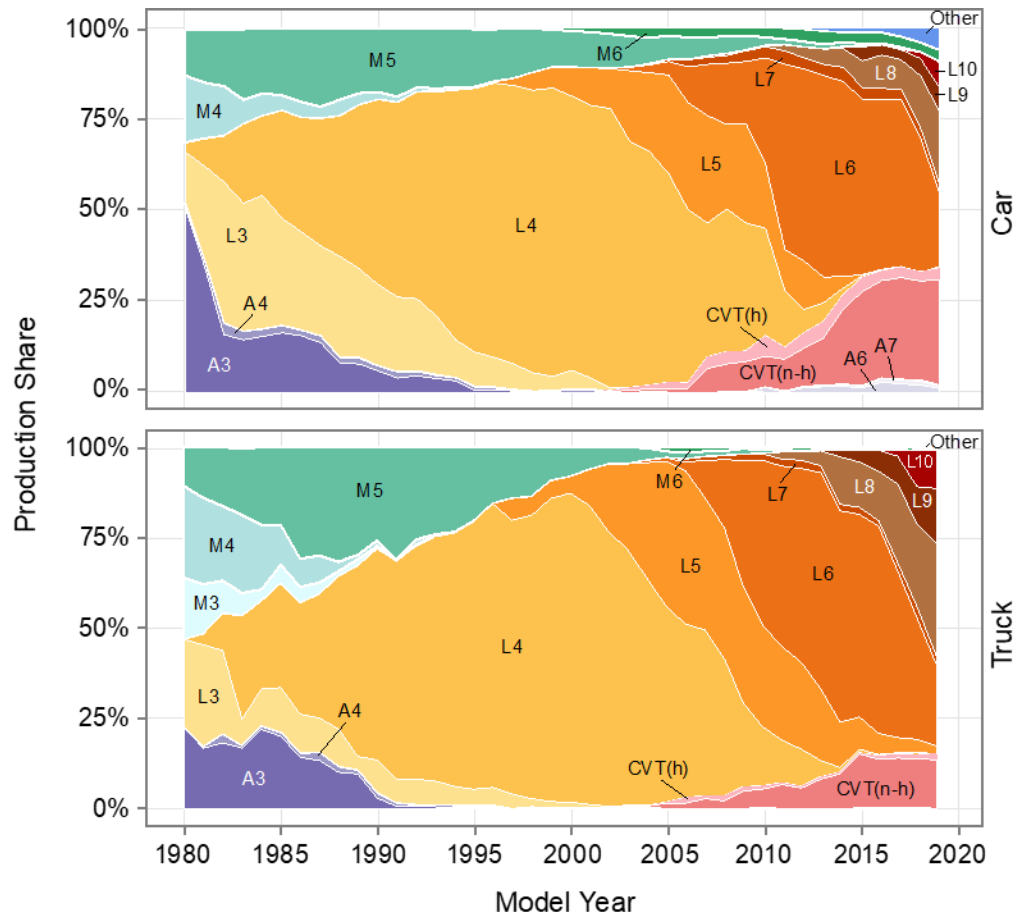 Production Share
100%
75%
50%
25%
0%
Other
M5
M6
M4
L10
L9
L8
L7
L6
L5
L4
L3
A4
A3
CVT(h)
CVT(n-h)
A6
A7
Car
100%
75%
50%
25%
0%
Other
M5
M6
M4
M3
L10
L9
L8
L7
L6
L5
L4
L3
A4
A3
CVT(h)
CVT(n-h)
Truck
1980 1985 1990 1995 2000 2005 2010 2015 2020
Model Year